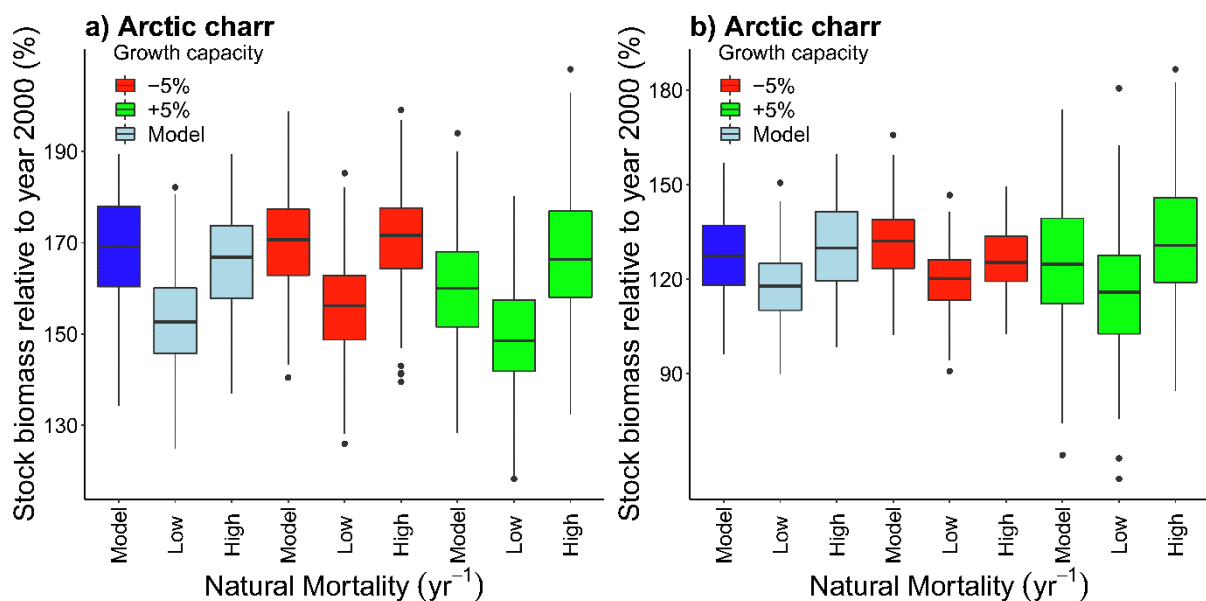 a) Arctic charr
Growth capacity
−5%
+5%
Model
Stock biomass relative to year 2000 (%)
190
170
150
130
Model
Low
High
Model
Low
High
Model
Low
High
Natural Mortality (yr⁻¹)
b) Arctic charr
Growth capacity
−5%
+5%
Model
Stock biomass relative to year 2000 (%)
180
150
120
90
Model
Low
High
Model
Low
High
Model
Low
High
Natural Mortality (yr⁻¹)